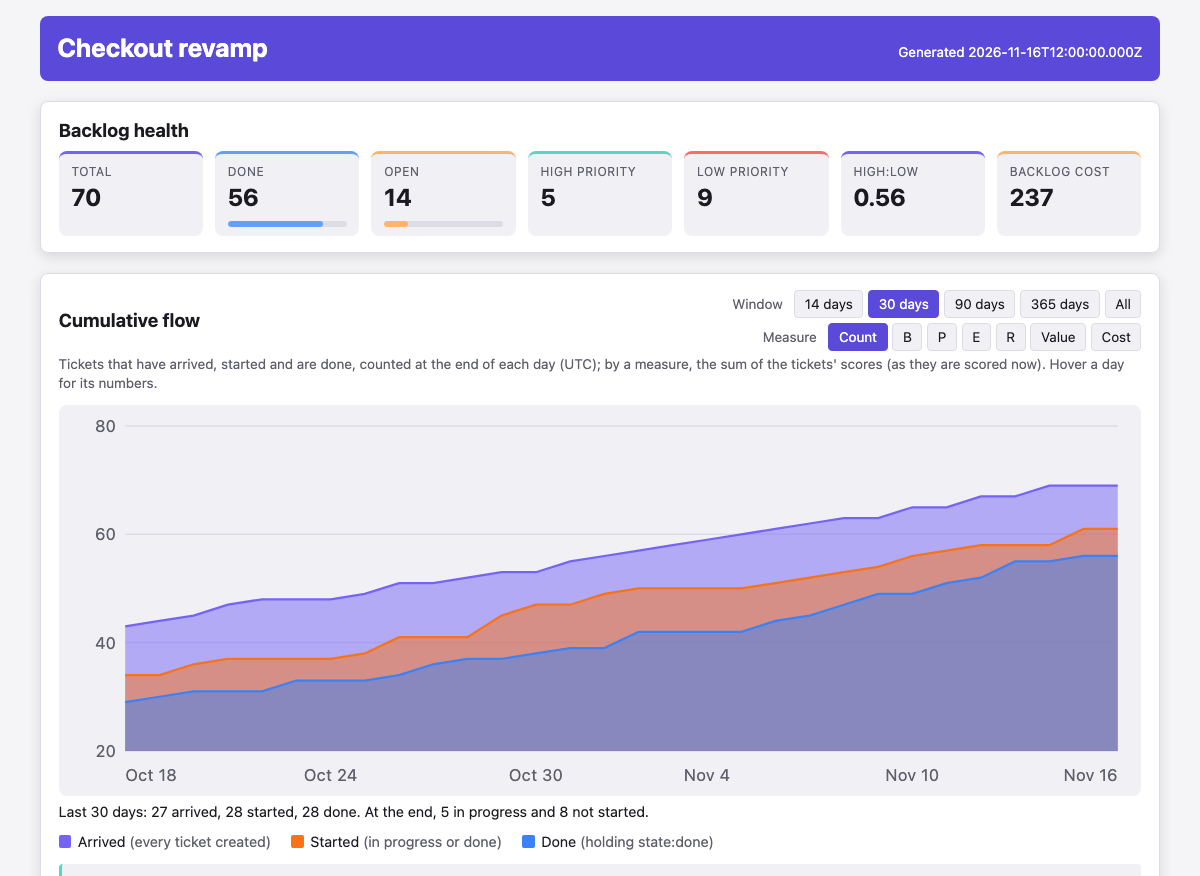 Checkout revamp
Generated 2026-11-16T12:00:00.000Z
Backlog health
TOTAL
70
DONE
56
OPEN
14
HIGH PRIORITY
5
LOW PRIORITY
9
HIGH:LOW
0.56
BACKLOG COST
237
Cumulative flow
Window 14 days 30 days 90 days 365 days All
Measure Count B P E R Value Cost
Tickets that have arrived, started and are done, counted at the end of each day (UTC); by a measure, the sum of the tickets' scores (as they are scored now). Hover a day
for its numbers.
80
60
40
20
Oct 18 Oct 24 Oct 30 Nov 4 Nov 10 Nov 16
Last 30 days: 27 arrived, 28 started, 28 done. At the end, 5 in progress and 8 not started.
Arrived (every ticket created) Started (in progress or done) Done (holding state:done)